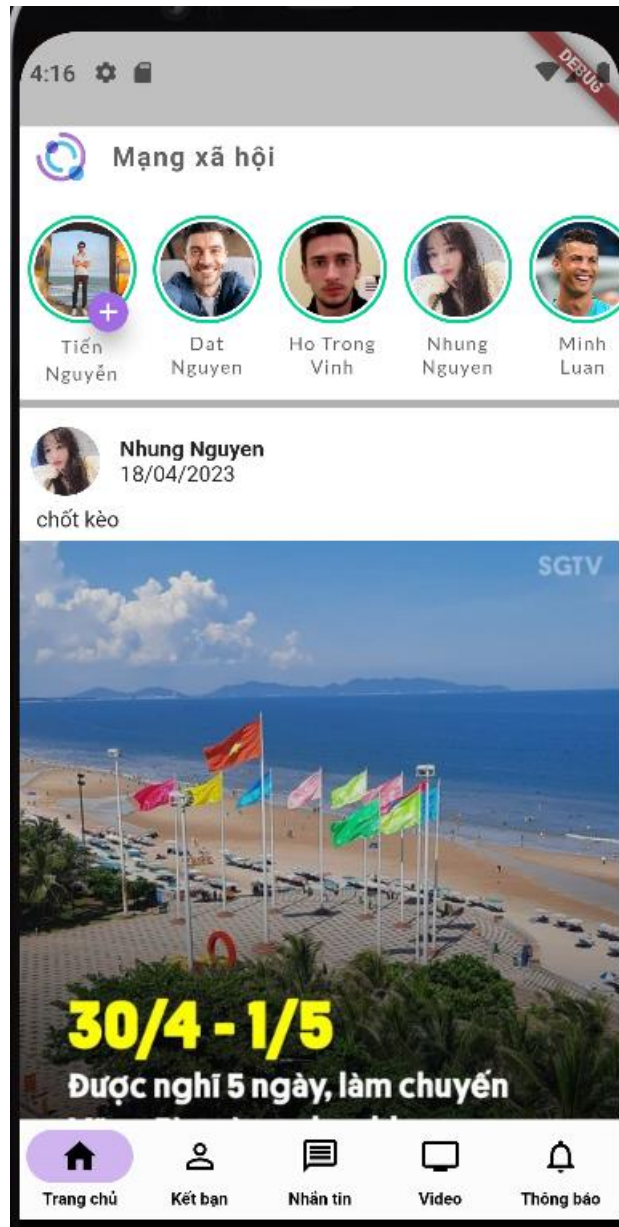 4:16
DEBUG
Mạng xã hội
Tiến
Nguyễn
Dat
Nguyen
Ho Trong
Vinh
Nhung
Nguyen
Minh
Luan
Nhung Nguyen
18/04/2023
chốt kèo
SGTV
30/4 - 1/5
Được nghĩ 5 ngày, làm chuyến
Trang chủ
Kết bạn
Nhắn tin
Video
Thông báo